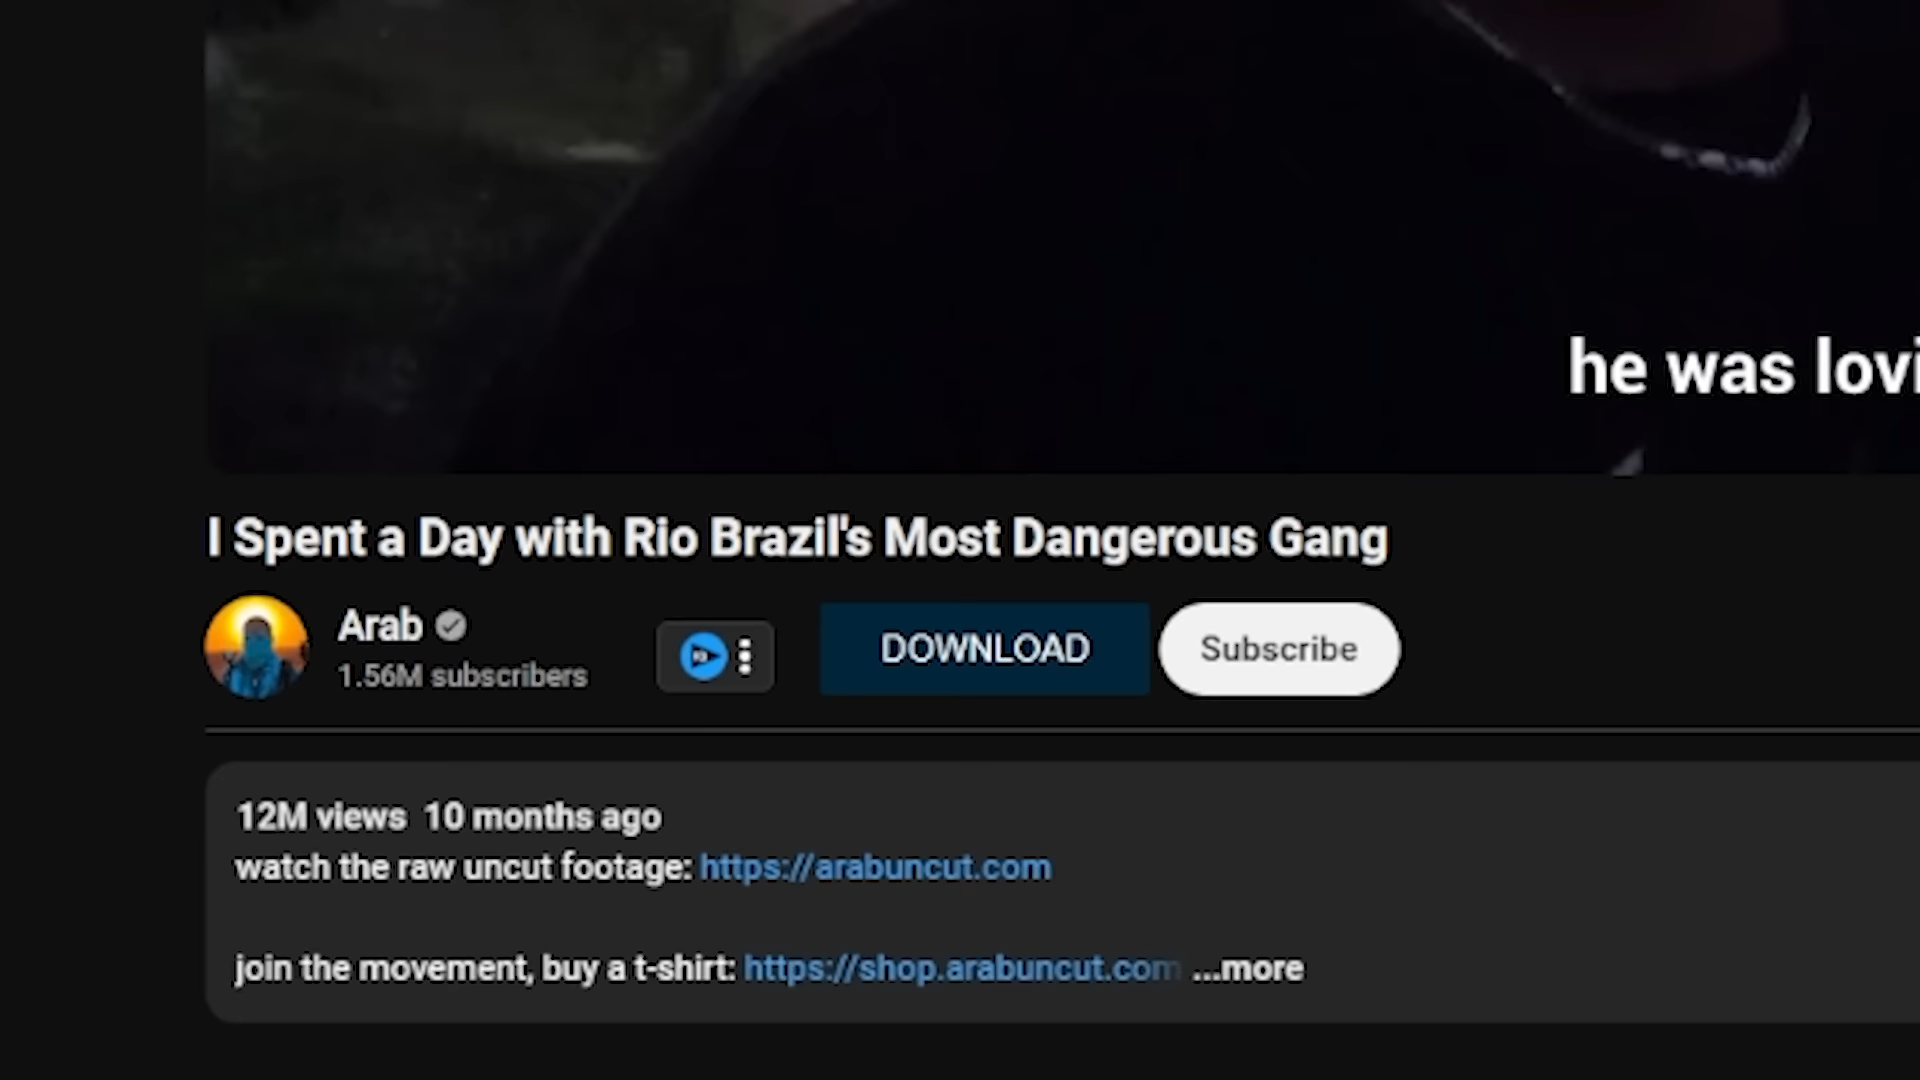 he was lovi
I Spent a Day with Rio Brazil's Most Dangerous Gang
Arab
1.56M subscribers
DOWNLOAD
Subscribe
12M views 10 months ago
watch the raw uncut footage: https://arabuncut.com
join the movement, buy a t-shirt: https://shop.arabuncut.com ...more